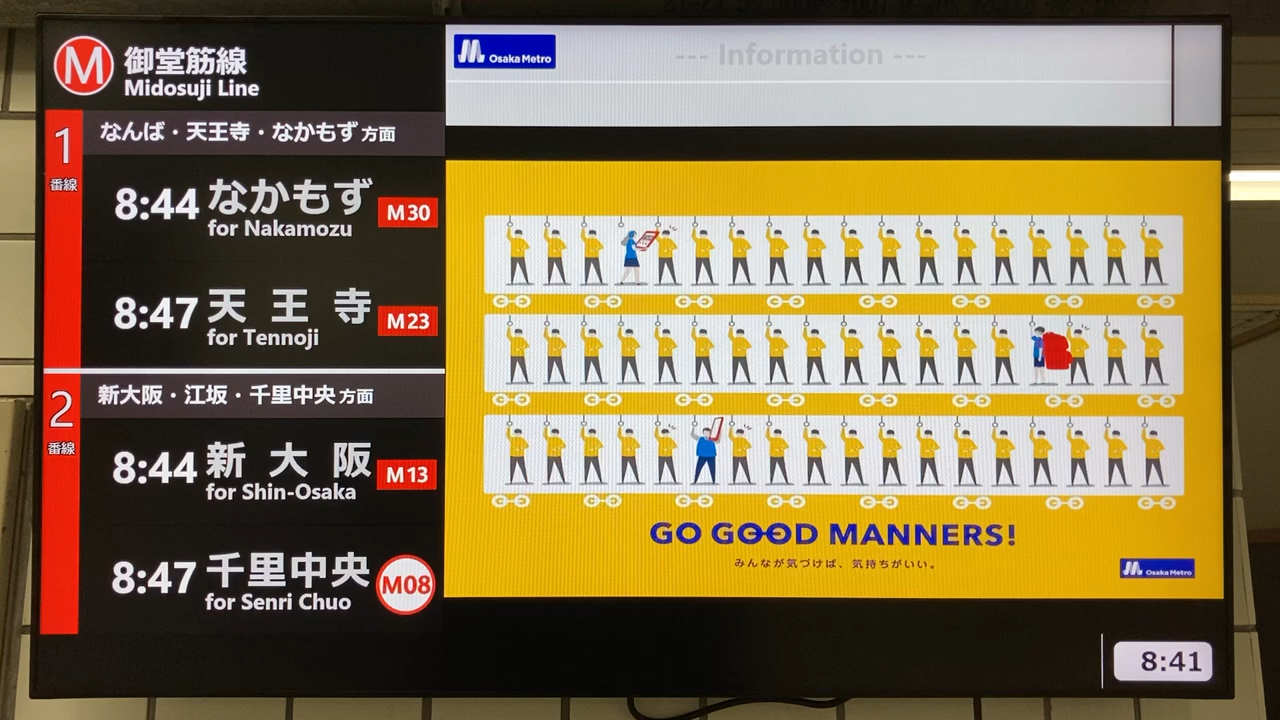 M 御堂筋線
Midosuji Line
1
番線
なんば・天王寺・なかもず方面
8:44 なかもず M30
for Nakamozu
8:47 天王寺 M23
for Tennoji
2
番線
新大阪・江坂・千里中央方面
8:44 新大阪 M13
for Shin-Osaka
8:47 千里中央 M08
for Senri Chuo
Osaka Metro
--- Information ---
GO GOOD MANNERS!
みんなが気づけば、気持ちがいい。
Osaka Metro
8:41